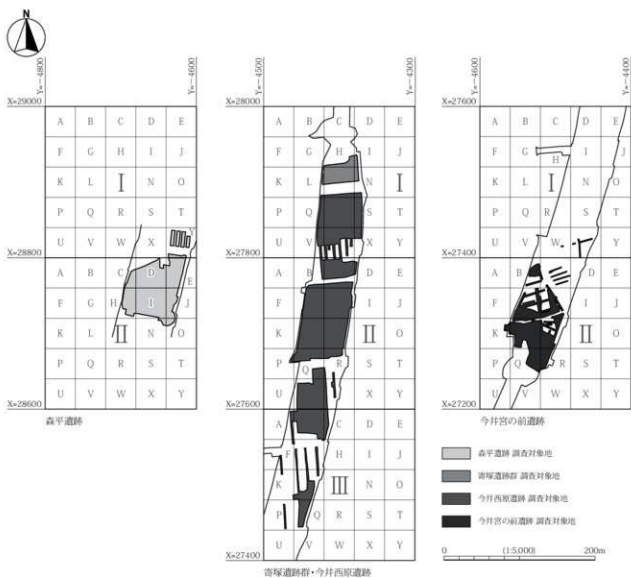 N
Y=-4800
Y=-4600
X=29000
A B C D E
F G H I J
K L I N O
P Q R S T
U V W X Y
X=28800
A B C D E
F G H I J
K L II N O
P Q R S T
U V W X Y
X=28600
森平遺跡
Y=-4500
Y=-4300
X=28000
A B C D E
F G H I J
K L N I O
P Q S T
U V X Y
X=27800
A B D E
F I J
K II O
P Q R S T
U X Y
X=27600
A D E
F H I J
K III N O
P Q R S T
U V W X Y
X=27400
寄塚遺跡群・今井西原遺跡
Y=-4600
Y=-4400
X=27600
A B C D E
F G H I J
K L I N O
P Q R S T
U V W X Y
X=27400
A B D E
F G I J
K II O
P Q R S T
U V W X Y
X=27200
今井宮の前遺跡
森平遺跡 調査対象地
寄塚遺跡群 調査対象地
今井西原遺跡 調査対象地
今井宮の前遺跡 調査対象地
0 (1:5,000) 200m